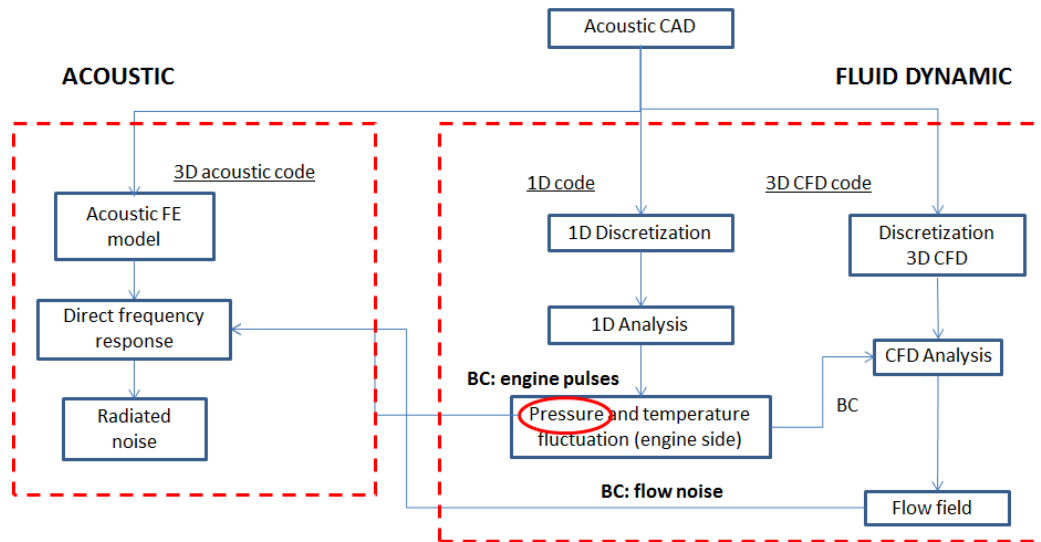 Acoustic CAD
ACOUSTIC
FLUID DYNAMIC
3D acoustic code
1D code
3D CFD code
Acoustic FE
model
1D Discretization
Discretization
3D CFD
Direct frequency
response
1D Analysis
CFD Analysis
BC: engine pulses
Radiated
noise
Pressure and temperature
fluctuation (engine side)
BC
BC: flow noise
Flow field